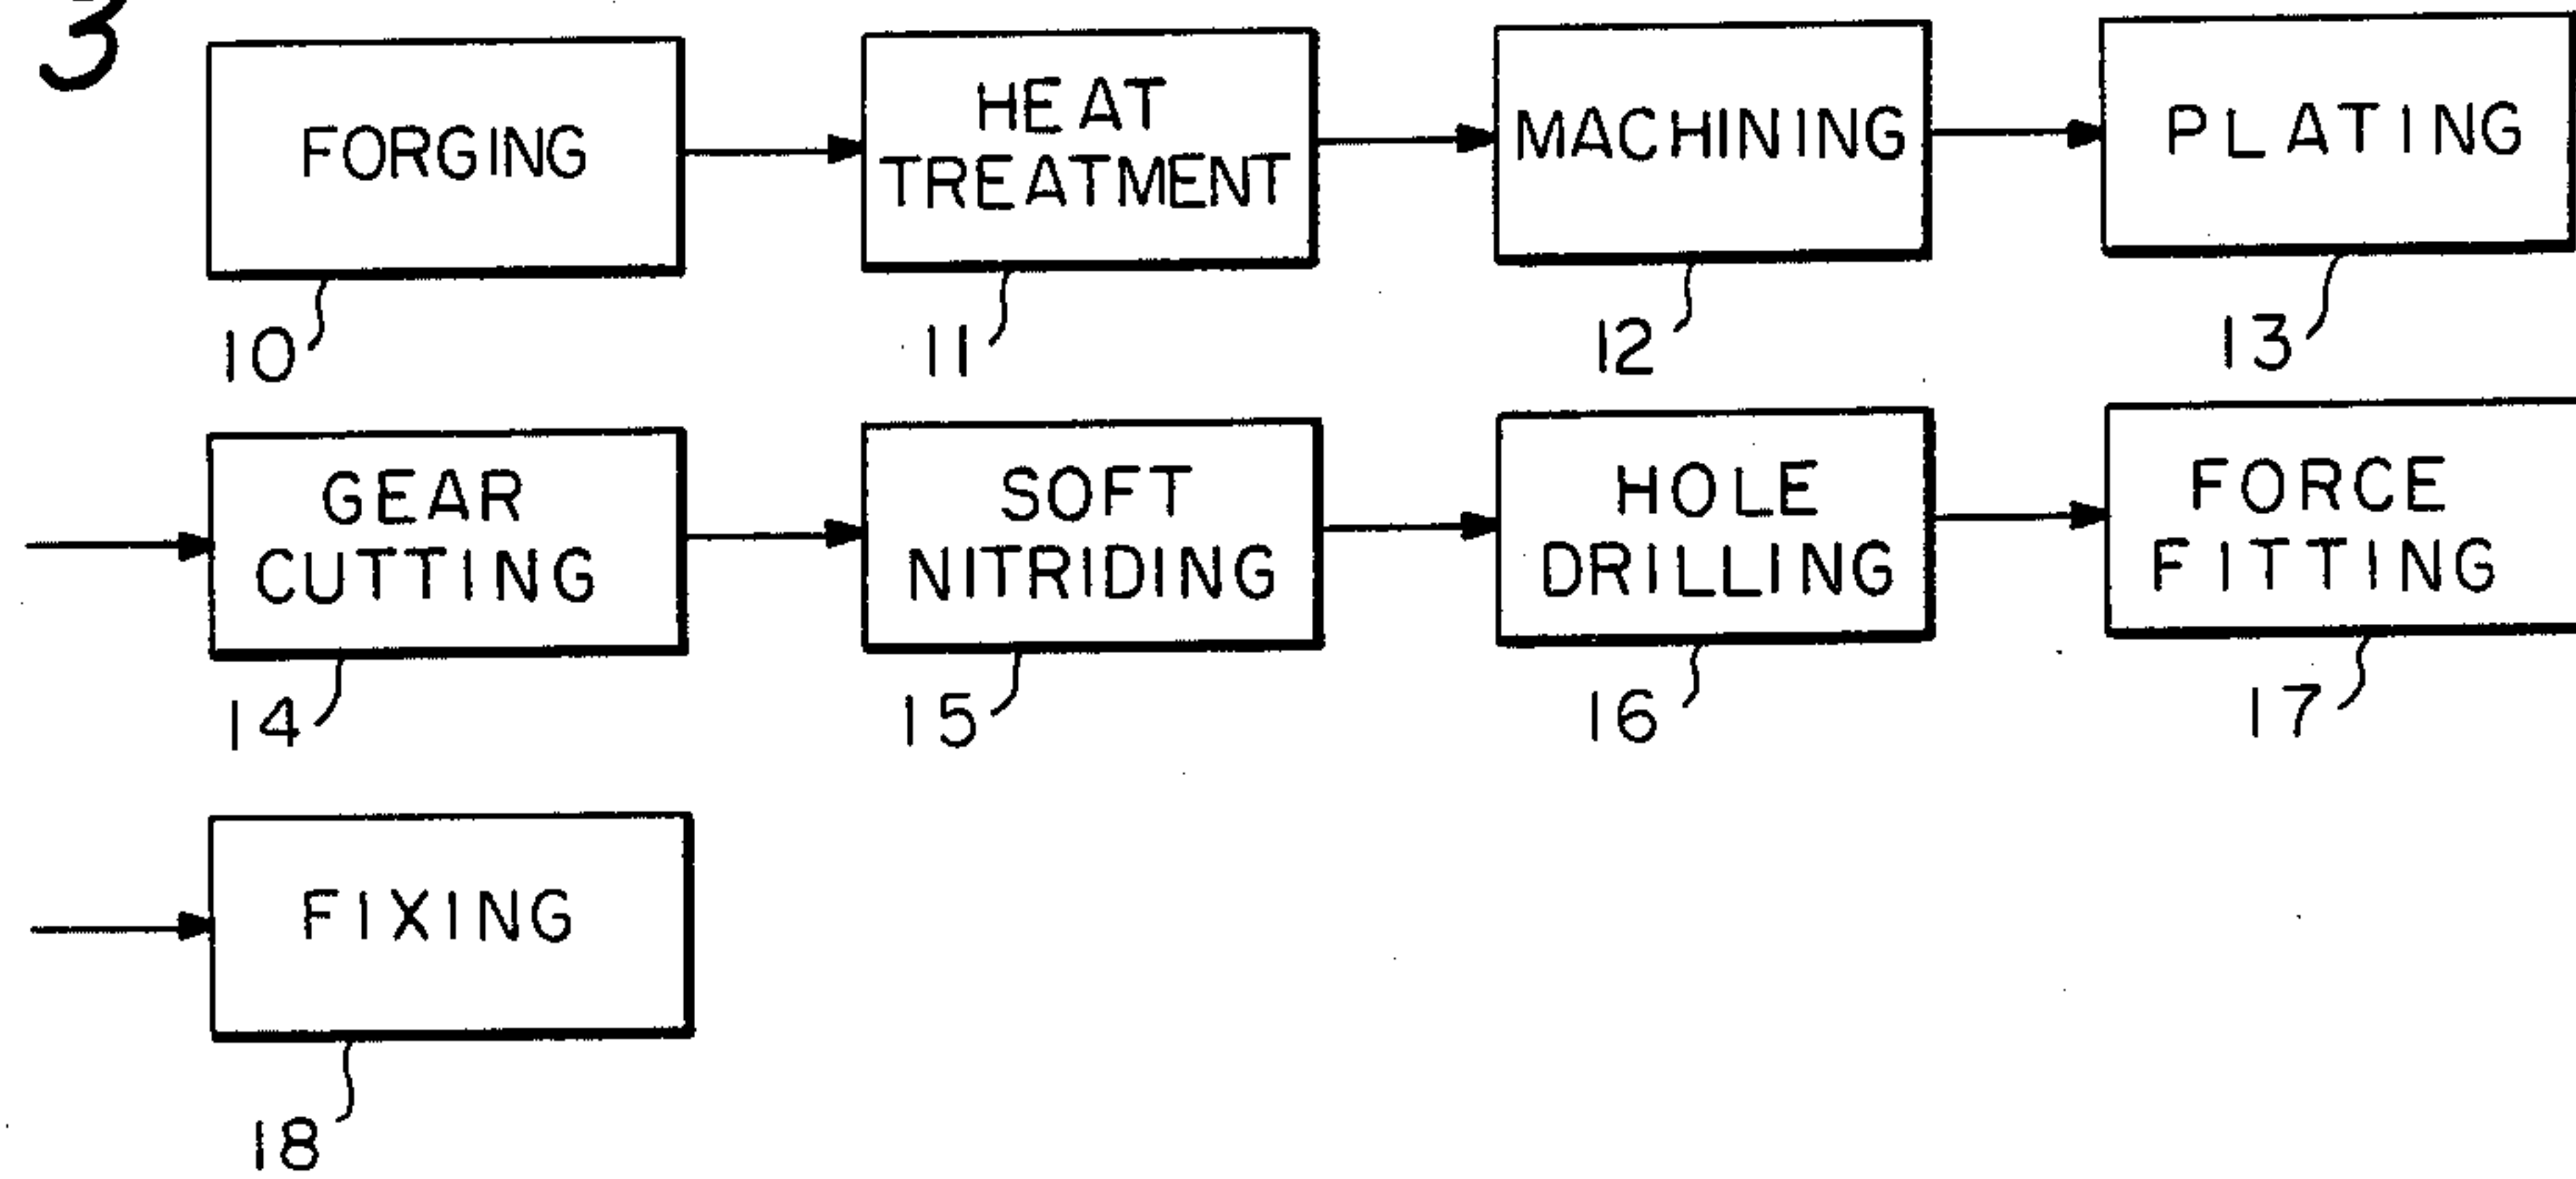 3
FORGING
HEAT
TREATMENT
MACHINING
PLATING
10
11
12
13
GEAR
CUTTING
SOFT
NITRIDING
HOLE
DRILLING
FORCE
FITTING
14
15
16
17
FIXING
18